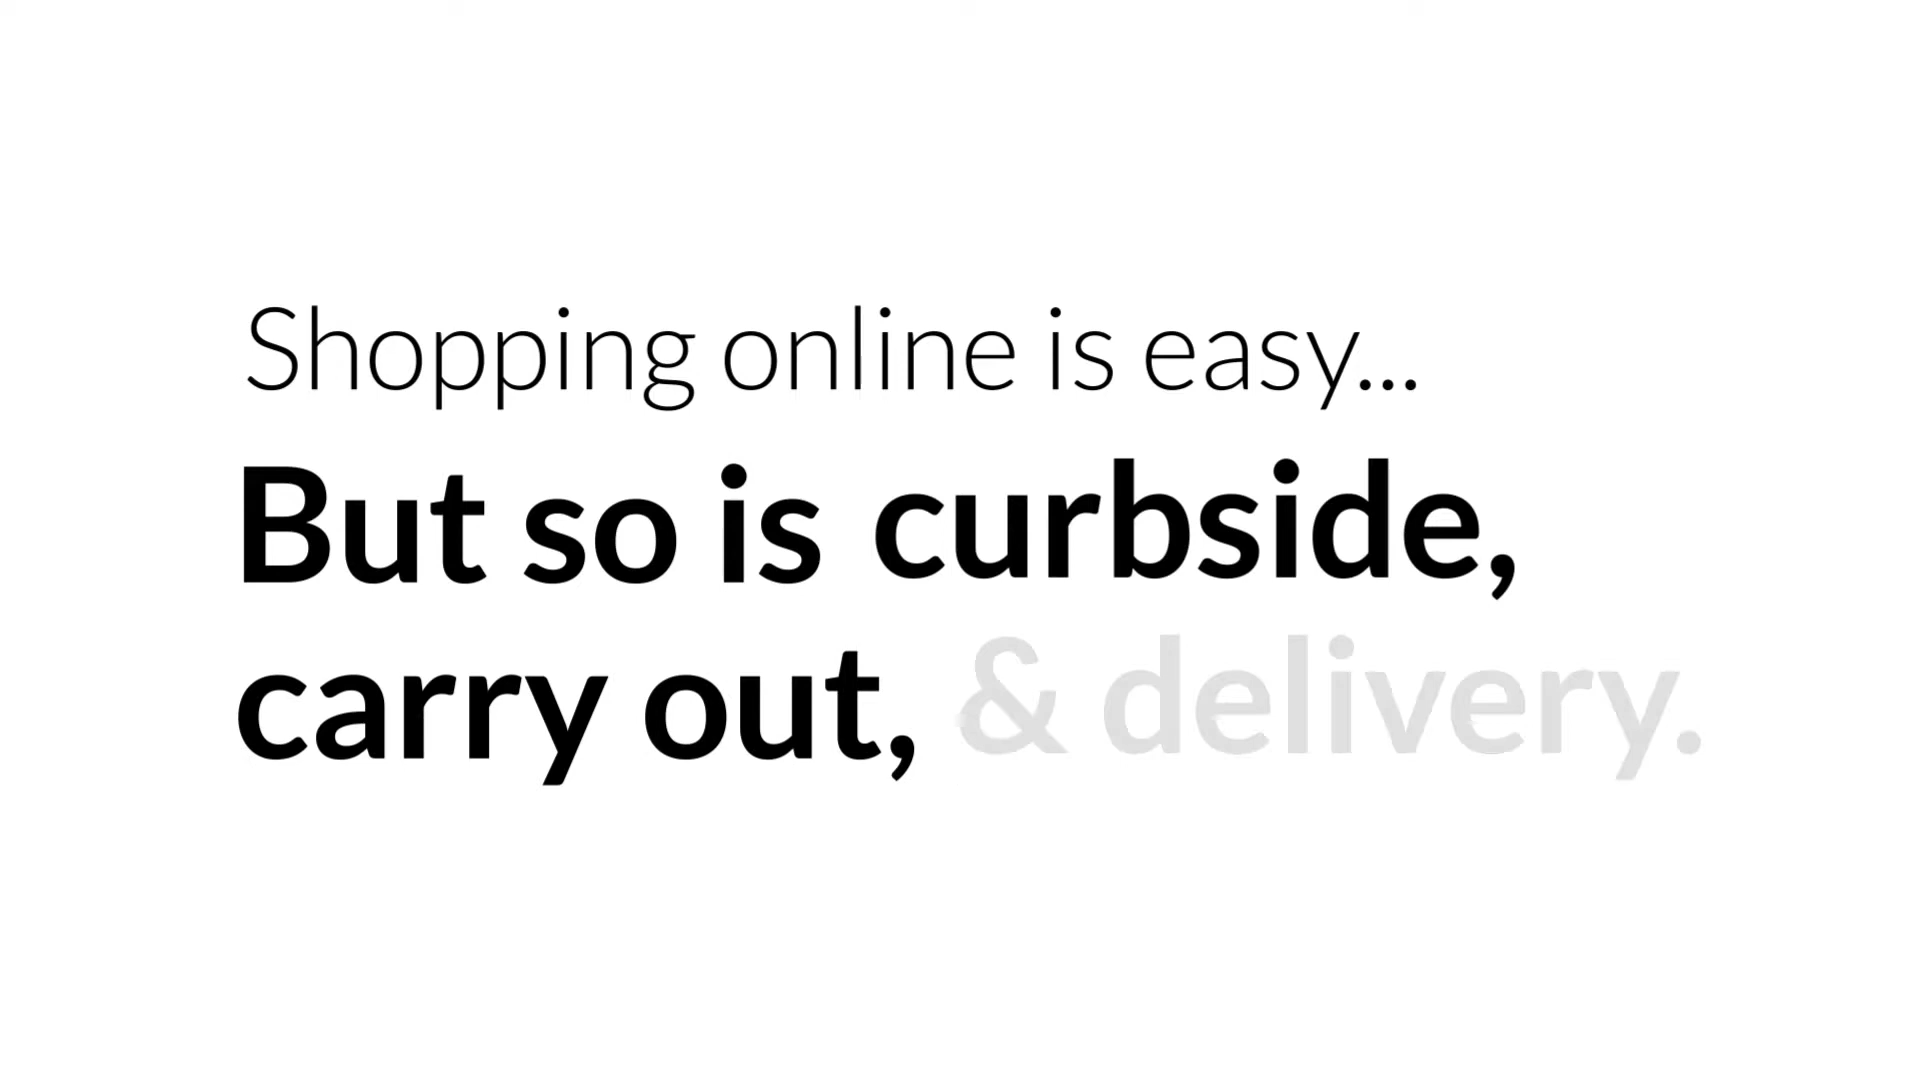 Shopping online is easy...
But so is curbside,
carry out, & delivery.